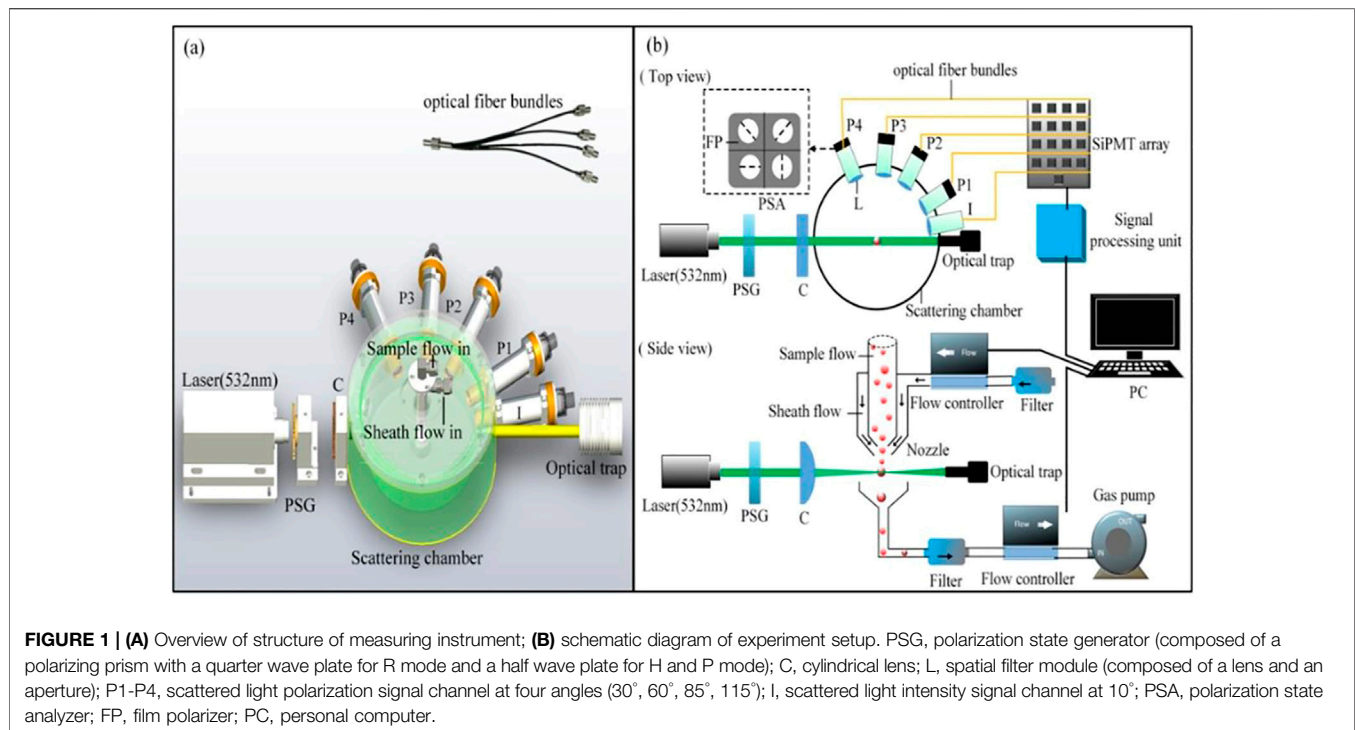 (a)
optical fiber bundles
P4
P3
P2
P1
I
Sample flow in
Sheath flow in
Laser(532nm)
C
PSG
Optical trap
Scattering chamber
(b)
( Top view)
optical fiber bundles
FP
PSA
P4
P3
P2
P1
I
L
SiPMT array
Signal
processing unit
Laser(532nm)
PSG
C
Optical trap
Scattering chamber
PC
( Side view)
Sample flow
Sheath flow
Flow
Flow controller
Filter
Nozzle
Laser(532nm)
PSG
C
Optical trap
Gas pump
OUT
IN
Flow
Filter
Flow controller
FIGURE 1 | (A) Overview of structure of measuring instrument; (B) schematic diagram of experiment setup. PSG, polarization state generator (composed of a
polarizing prism with a quarter wave plate for R mode and a half wave plate for H and P mode); C, cylindrical lens; L, spatial filter module (composed of a lens and an
aperture); P1-P4, scattered light polarization signal channel at four angles (30°, 60°, 85°, 115°); I, scattered light intensity signal channel at 10°; PSA, polarization state
analyzer; FP, film polarizer; PC, personal computer.